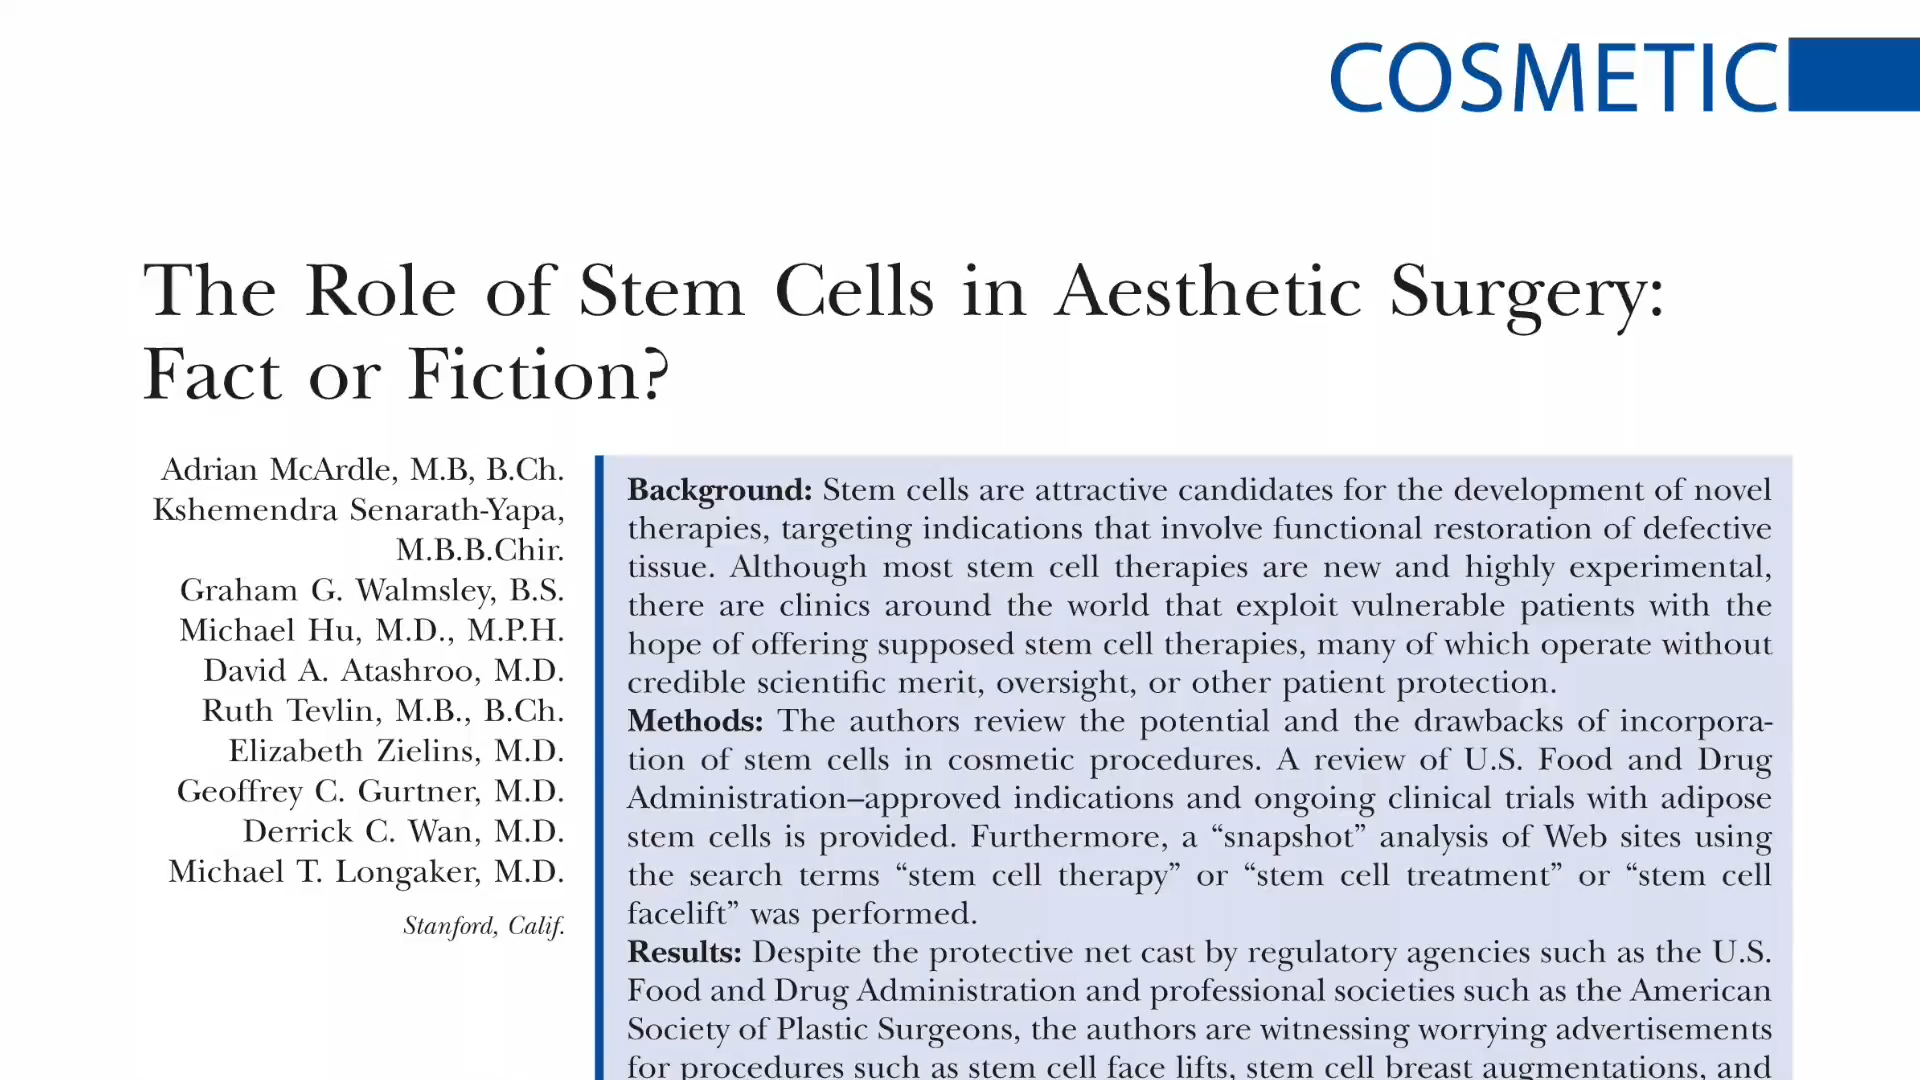 COSMETIC
The Role of Stem Cells in Aesthetic Surgery:
Fact or Fiction?
Adrian McArdle, M.B, B.Ch.
Kshemendra Senarath-Yapa,
M.B.B.Chir.
Graham G. Walmsley, B.S.
Michael Hu, M.D., M.P.H.
David A. Atashroo, M.D.
Ruth Tevlin, M.B., B.Ch.
Elizabeth Zielins, M.D.
Geoffrey C. Gurtner, M.D.
Derrick C. Wan, M.D.
Michael T. Longaker, M.D.
Stanford, Calif.
Background: Stem cells are attractive candidates for the development of novel
therapies, targeting indications that involve functional restoration of defective
tissue. Although most stem cell therapies are new and highly experimental,
there are clinics around the world that exploit vulnerable patients with the
hope of offering supposed stem cell therapies, many of which operate without
credible scientific merit, oversight, or other patient protection.
Methods: The authors review the potential and the drawbacks of incorpora-
tion of stem cells in cosmetic procedures. A review of U.S. Food and Drug
Administration–approved indications and ongoing clinical trials with adipose
stem cells is provided. Furthermore, a “snapshot” analysis of Web sites using
the search terms “stem cell therapy” or “stem cell treatment” or “stem cell
facelift” was performed.
Results: Despite the protective net cast by regulatory agencies such as the U.S.
Food and Drug Administration and professional societies such as the American
Society of Plastic Surgeons, the authors are witnessing worrying advertisements
for procedures such as stem cell face lifts, stem cell breast augmentations, and